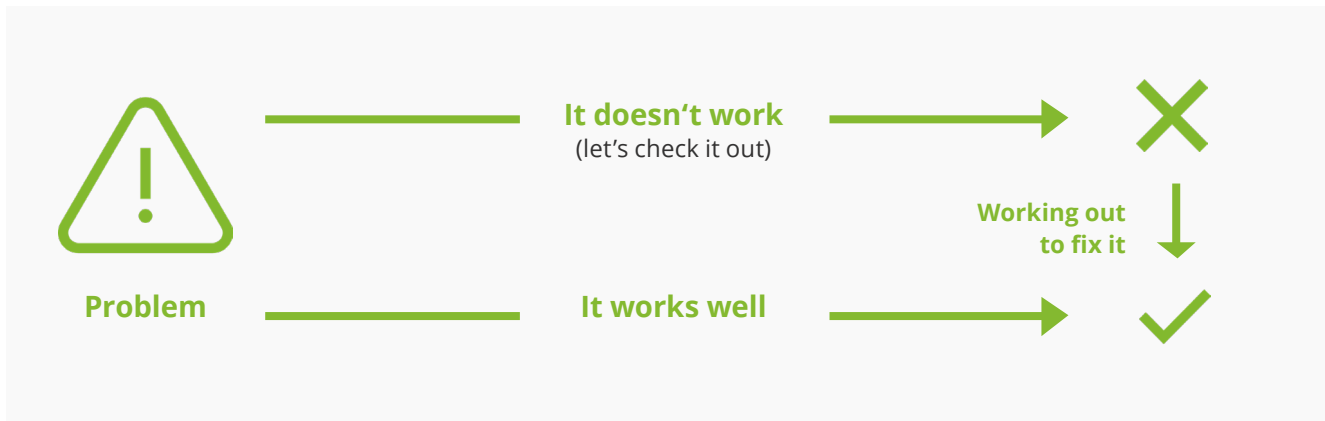 It doesn‘t work
(let’s check it out)
Working out
to fix it
Problem
It works well